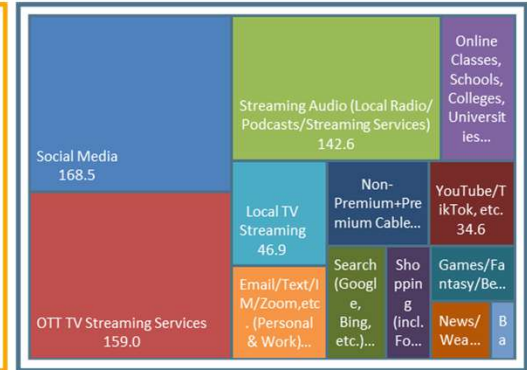 Social Media
168.5
OTT TV Streaming Services
159.0
Streaming Audio (Local Radio/
Podcasts/Streaming Services)
142.6
Online
Classes,
Schools,
Colleges,
Universit
ies...
Local TV
Streaming
46.9
Non-
Premium+Pre
mium Cable...
YouTube/T
ikTok, etc.
34.6
Email/Text/I
M/Zoom,etc
. (Personal
& Work)...
Search
(Googl
e,
Bing,
etc.)...
Sho
ppin
g
(incl.
Fo...
Games/Fa
ntasy/Be...
News/
Wea...
B
a